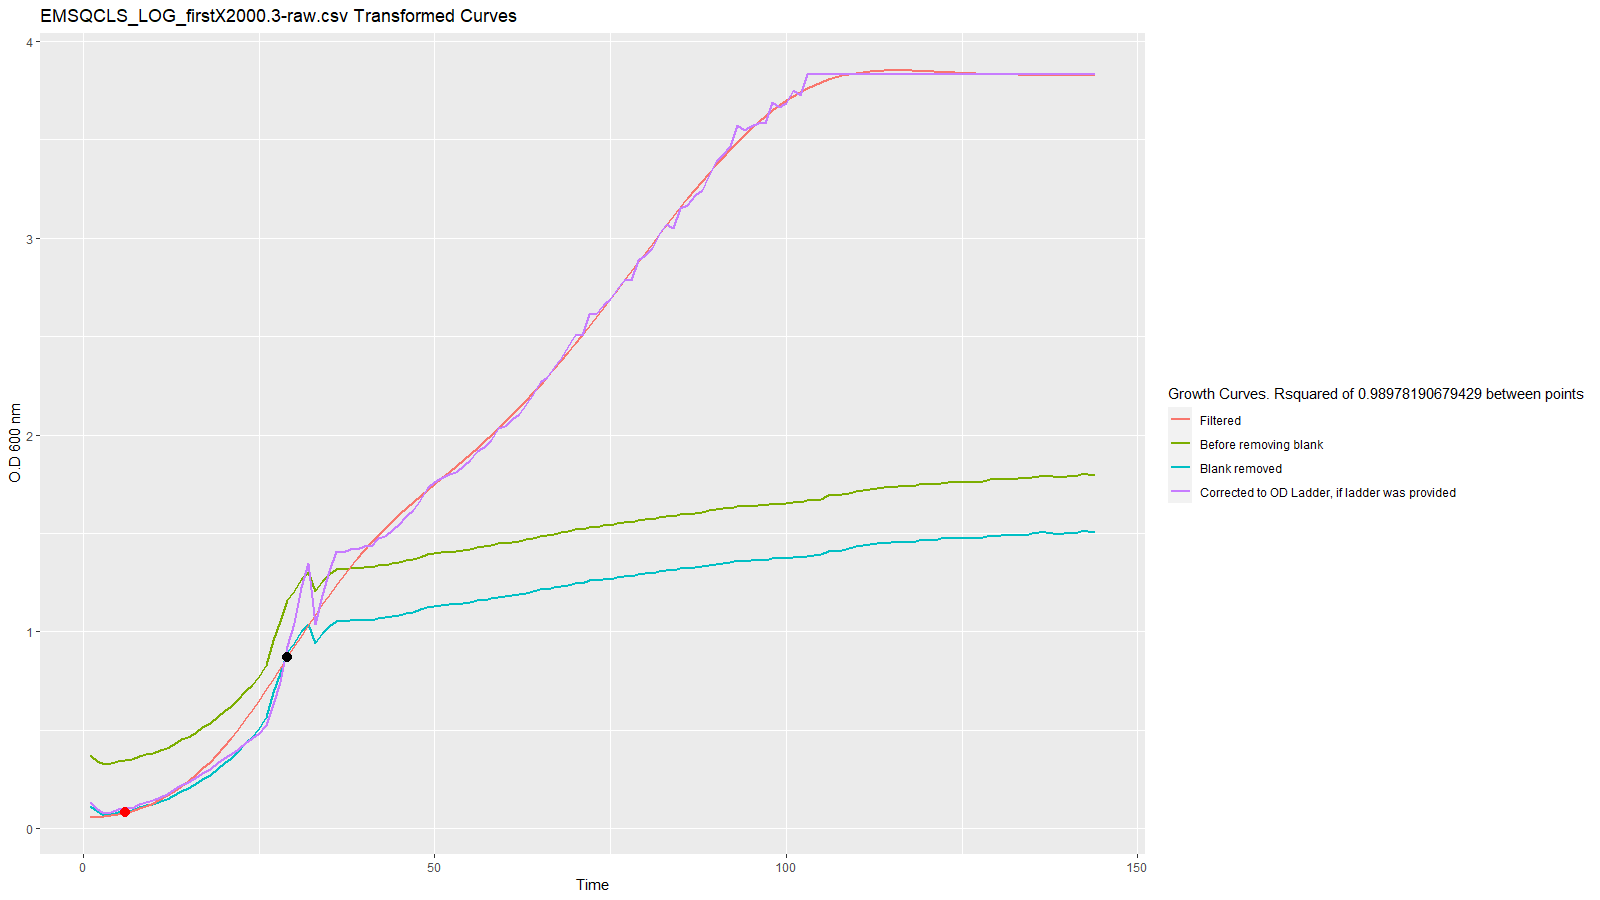 EMSQCLS_LOG_firstX2000.3-raw.csv Transformed Curves
4
3
2
1
0
O.D 600 nm
0 50 100 150
Time
Growth Curves. Rsquared of 0.98978190679429 between points
Filtered
Before removing blank
Blank removed
Corrected to OD Ladder, if ladder was provided